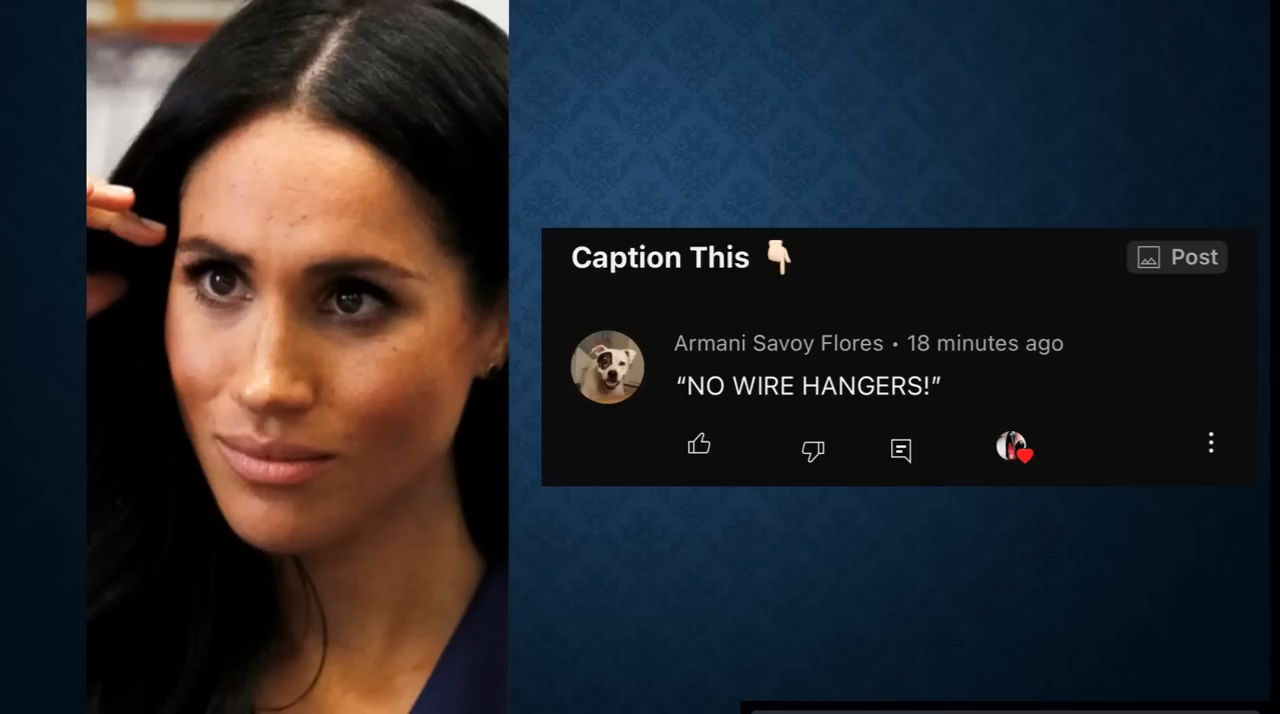 Caption This 👇🏻
Post
Armani Savoy Flores • 18 minutes ago
“NO WIRE HANGERS!”